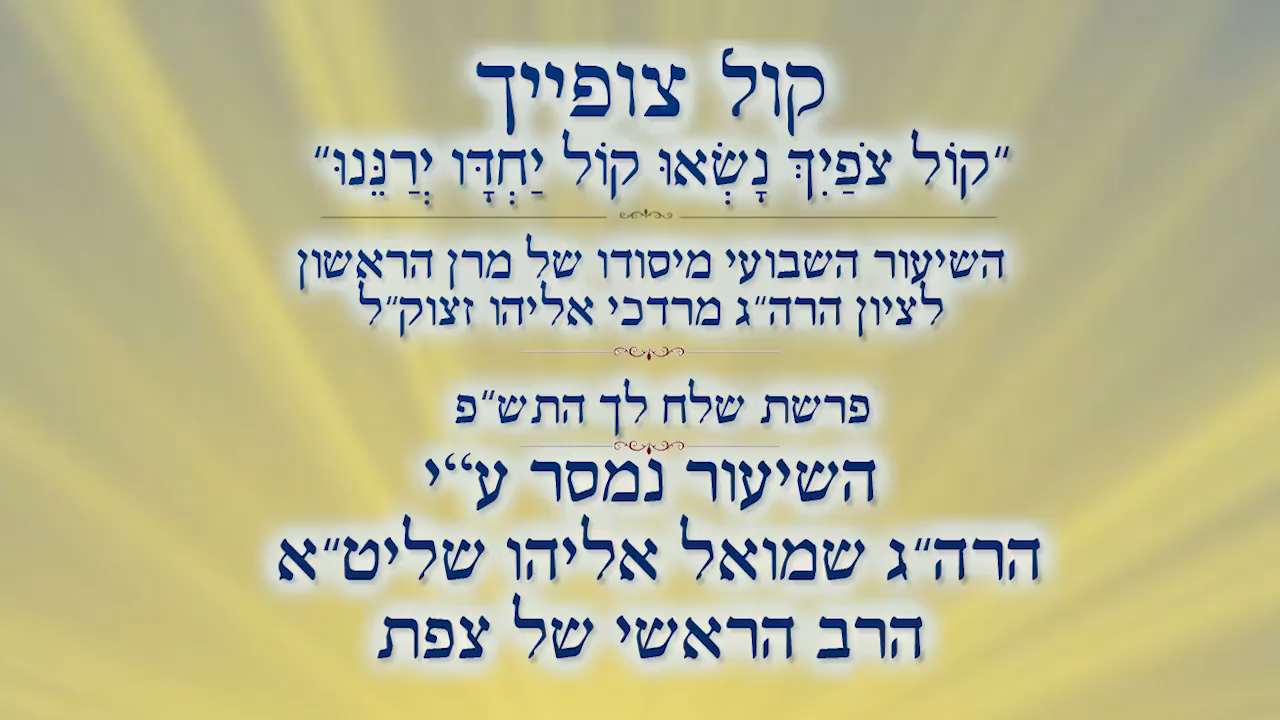 קול צופייך
"קוֹל צֹפַיִךְ נָשְׂאוּ קוֹל יַחְדָּו יְרַנֵּנוּ"
השיעור השבועי מיסודו של מרן הראשון
לציון הרה"ג מרדכי אליהו זצוק"ל
פרשת שלח לך התש"פ
השיעור נמסר ע"י
הרה"ג שמואל אליהו שליט"א
הרב הראשי של צפת